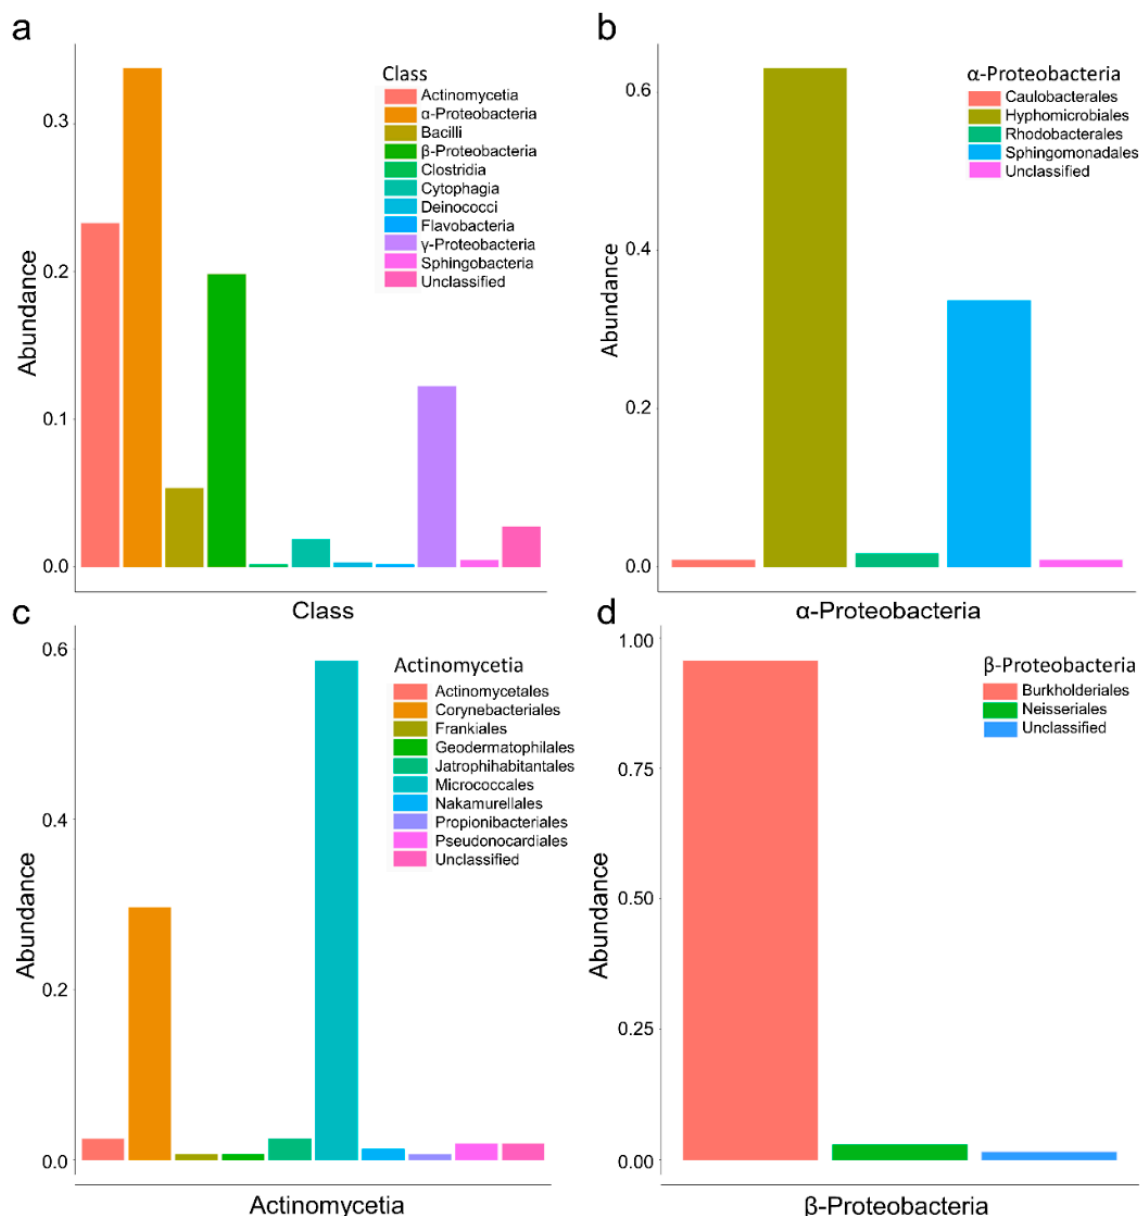 a
Abundance
0.3
0.2
0.1
0.0
Class
Actinomycetia
α-Proteobacteria
Bacilli
β-Proteobacteria
Clostridia
Cytophagia
Deinococci
Flavobacteria
γ-Proteobacteria
Sphingobacteria
Unclassified
Class
b
Abundance
0.6
0.4
0.2
0.0
α-Proteobacteria
Caulobacterales
Hyphomicrobiales
Rhodobacterales
Sphingomonadales
Unclassified
α-Proteobacteria
c
Abundance
0.6
0.4
0.2
0.0
Actinomycetia
Actinomycetales
Corynebacteriales
Frankiales
Geodermatophilales
Jatrophihabitantales
Micrococcales
Nakamurellales
Propionibacteriales
Pseudonocardiales
Unclassified
Actinomycetia
d
Abundance
1.00
0.75
0.50
0.25
0.00
β-Proteobacteria
Burkholderiales
Neisseriales
Unclassified
β-Proteobacteria